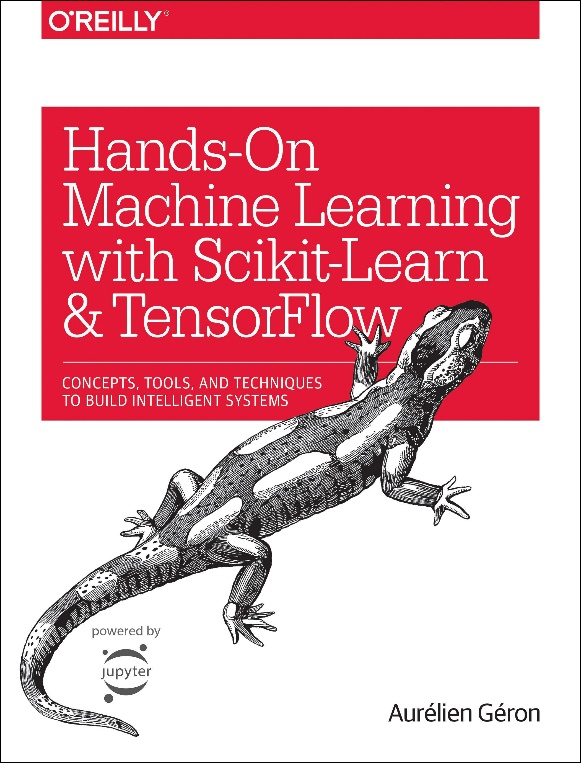 O'REILLY®
Hands-On
Machine Learning
with Scikit-Learn
& TensorFlow
CONCEPTS, TOOLS, AND TECHNIQUES
TO BUILD INTELLIGENT SYSTEMS
powered by
jupyter
Aurélien Géron